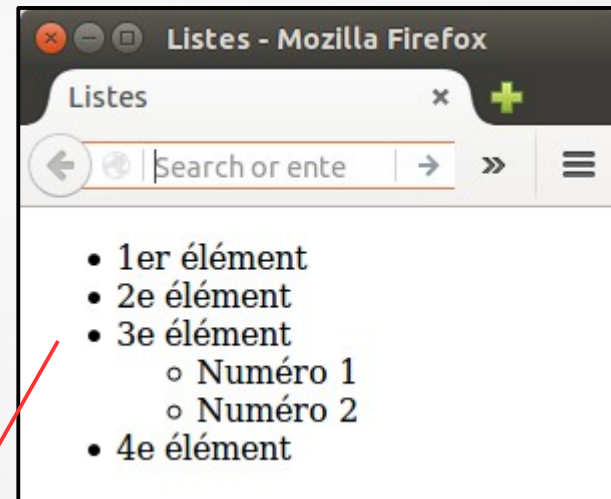 Listes - Mozilla Firefox
Listes
Search or ente
1er élément
2e élément
3e élément
Numéro 1
Numéro 2
4e élément